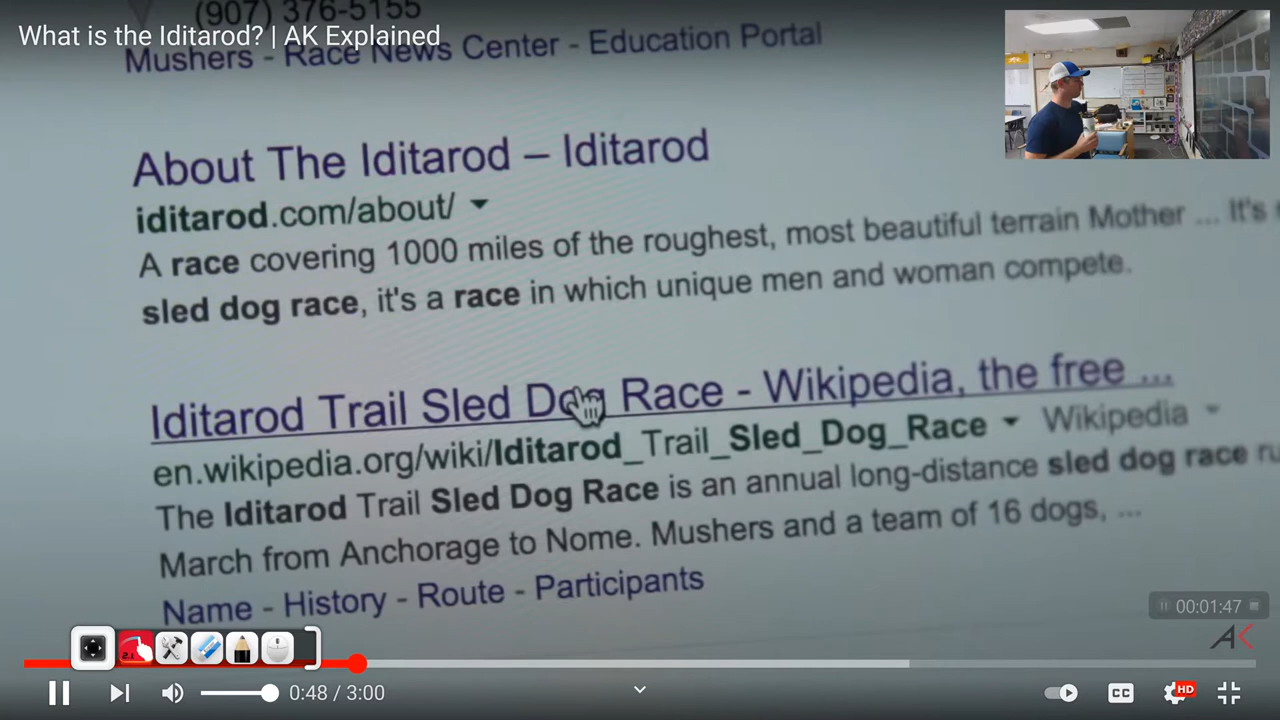 (907) 376-5155
What is the Iditarod? | AK Explained
Mushers - Race News Center - Education Portal
About The Iditarod – Iditarod
iditarod.com/about/
A race covering 1000 miles of the roughest, most beautiful terrain Mother ... It's
sled dog race, it's a race in which unique men and woman compete.
Iditarod Trail Sled Dog Race - Wikipedia, the free ...
en.wikipedia.org/wiki/Iditarod_Trail_Sled_Dog_Race Wikipedia
The Iditarod Trail Sled Dog Race is an annual long-distance sled dog race
March from Anchorage to Nome. Mushers and a team of 16 dogs, ...
Name - History - Route - Participants
00:01:47
AK
2.1
0:48 / 3:00
CC
HD